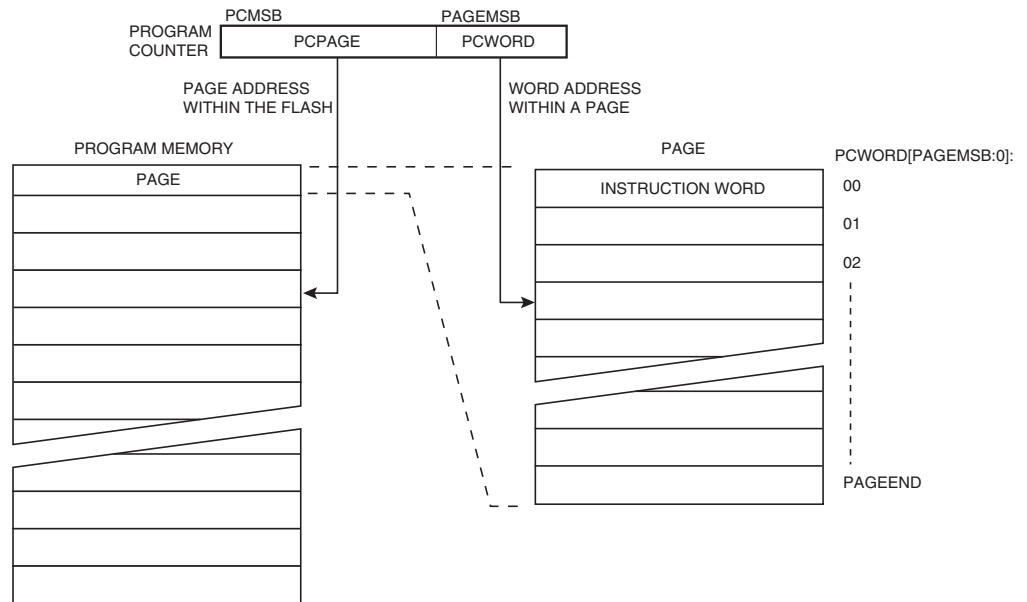 PCMSB
PAGEMSB
PROGRAM
COUNTER
PCPAGE
PCWORD
PAGE ADDRESS
WITHIN THE FLASH
WORD ADDRESS
WITHIN A PAGE
PROGRAM MEMORY
PAGE
PAGE
PCWORD[PAGEMSB:0]:
INSTRUCTION WORD
00
01
02
PAGEEND